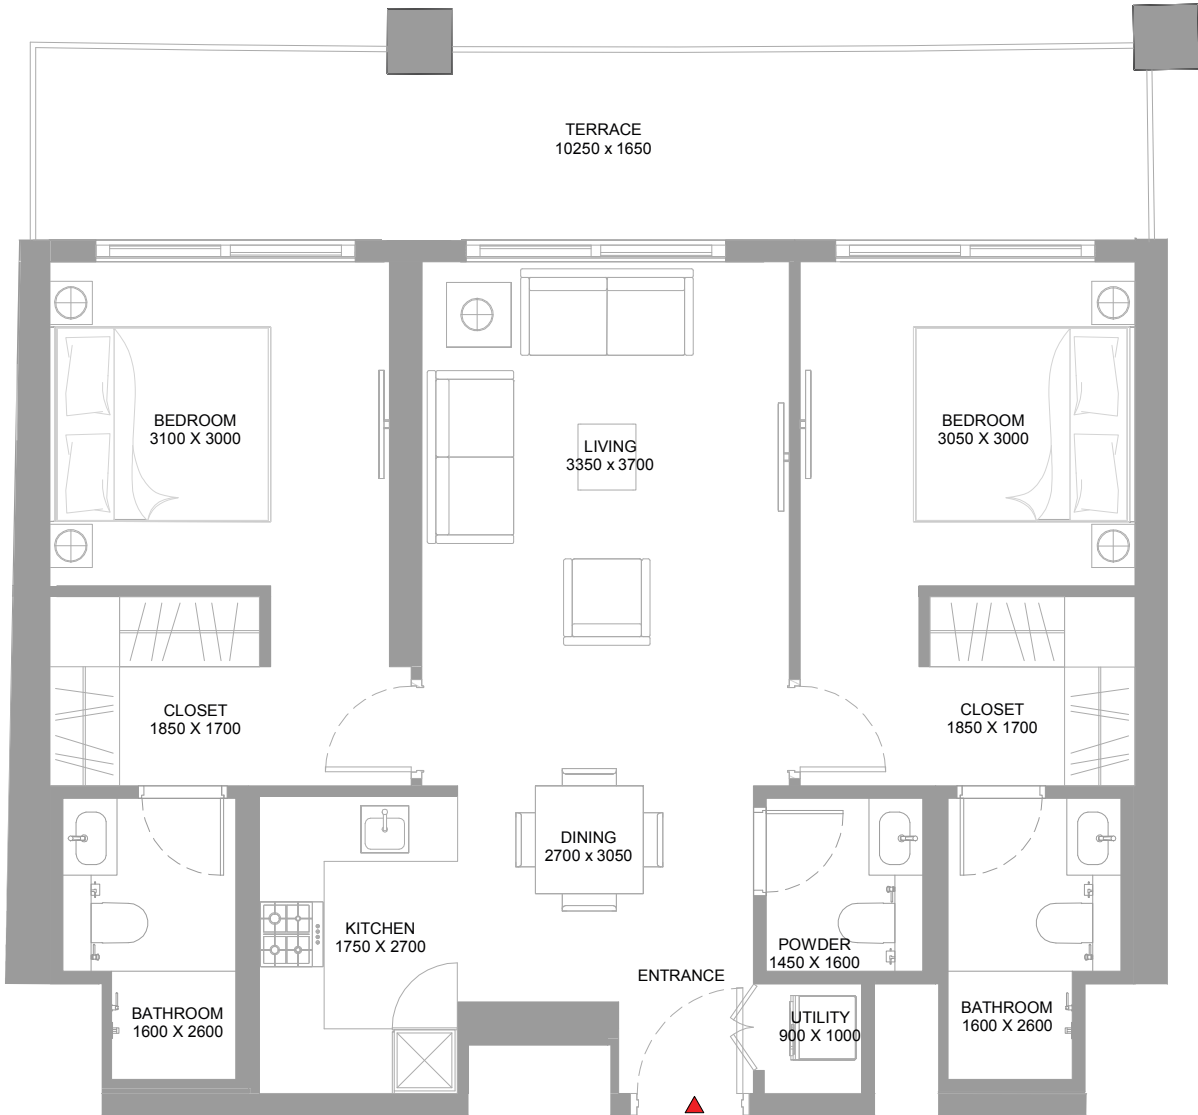 TERRACE
10250 x 1650
BEDROOM
3100 X 3000
LIVING
3350 x 3700
BEDROOM
3050 X 3000
CLOSET
1850 X 1700
CLOSET
1850 X 1700
DINING
2700 x 3050
KITCHEN
1750 X 2700
POWDER
1450 X 1600
ENTRANCE
BATHROOM
1600 X 2600
UTILITY
900 X 1000
BATHROOM
1600 X 2600